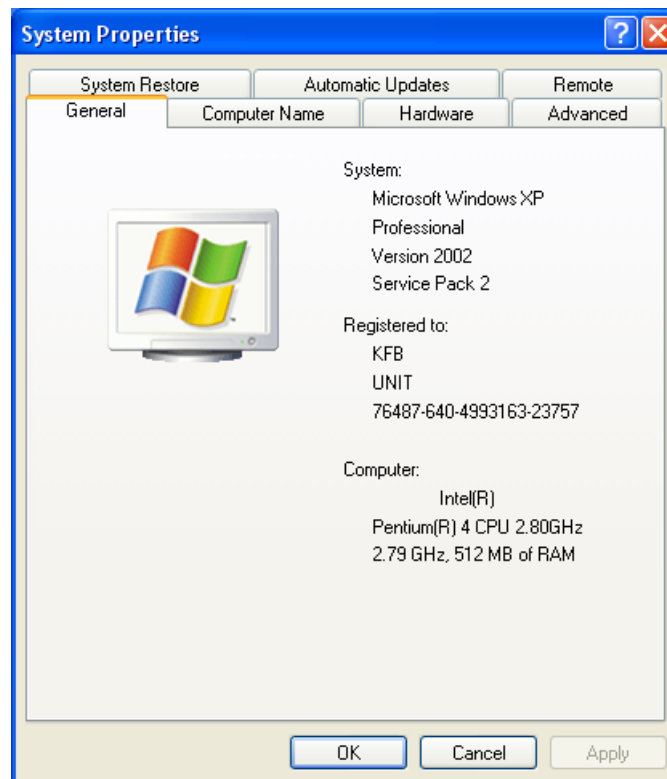 System Properties
System Restore
Automatic Updates
Remote
General
Computer Name
Hardware
Advanced
System:
Microsoft Windows XP
Professional
Version 2002
Service Pack 2
Registered to:
KFB
UNIT
76487-640-4993163-23757
Computer:
Intel(R)
Pentium(R) 4 CPU 2.80GHz
2.79 GHz, 512 MB of RAM
OK
Cancel
Apply